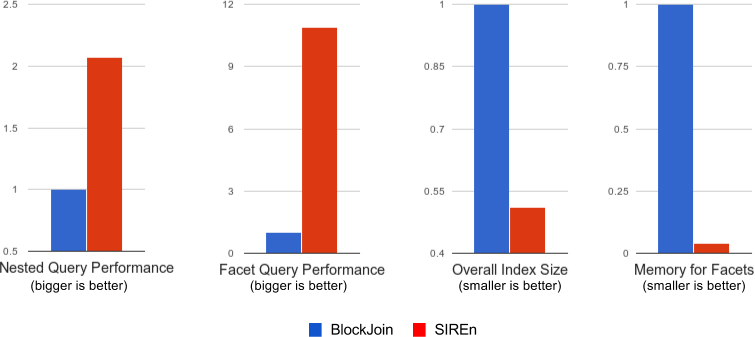 2.5
2
1.5
1
0.5
Nested Query Performance
(bigger is better)
12
9
6
3
0
Facet Query Performance
(bigger is better)
1
0.85
0.7
0.55
0.4
Overall Index Size
(smaller is better)
1
0.75
0.5
0.25
0
Memory for Facets
(smaller is better)
BlockJoin
SIREn